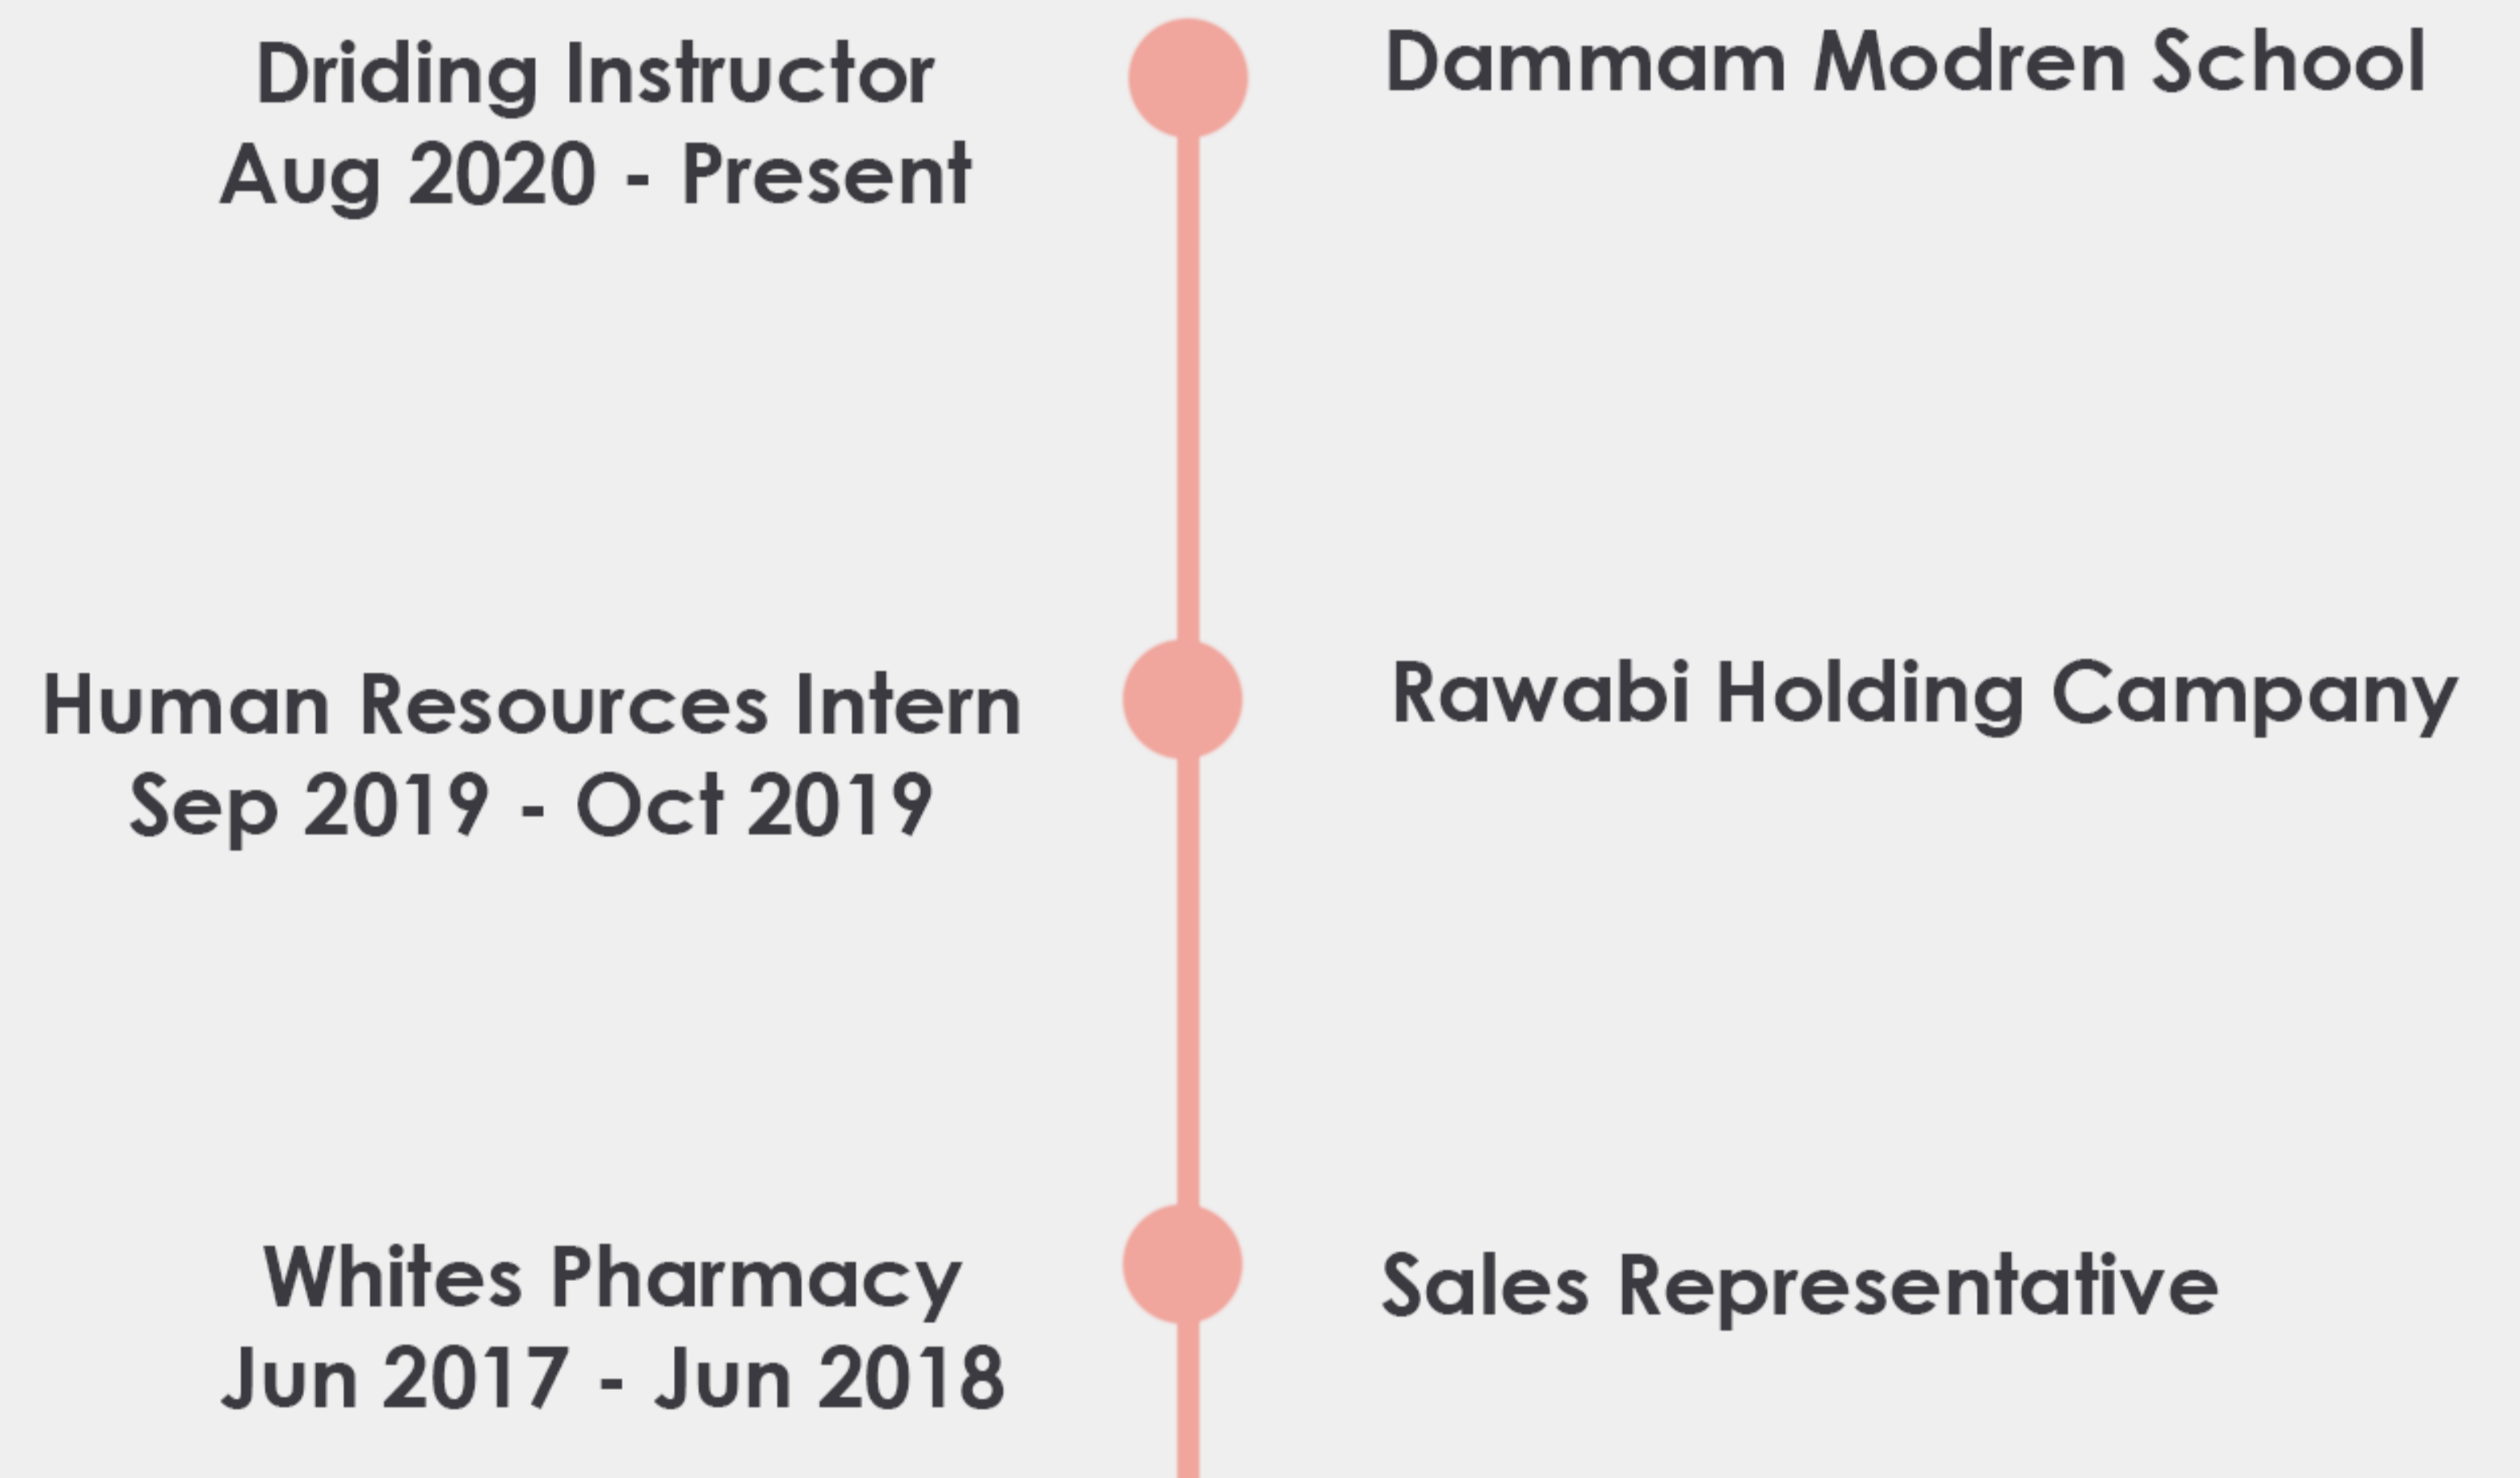 Driding Instructor
Aug 2020 - Present
Dammam Modren School
Human Resources Intern
Sep 2019 - Oct 2019
Rawabi Holding Campany
Whites Pharmacy
Jun 2017 - Jun 2018
Sales Representative